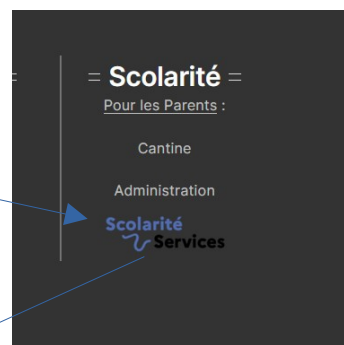 = Scolarité =
Pour les Parents :
Cantine
Administration
Scolarité
Services